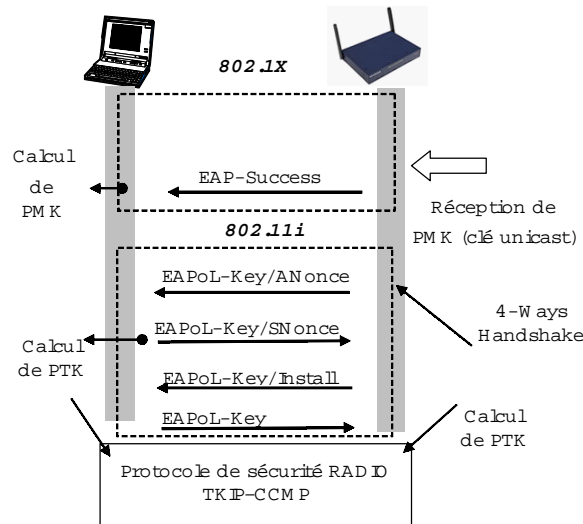 802.1X
Calcul
de
PMK
EAP-Success
Réception de
PMK (clé unicast)
802.11i
EAPoL-Key/ANonce
4-Ways
Handshake
EAPoL-Key/SNonce
Calcul
de PTK
EAPoL-Key/Install
EAPoL-Key
Calcul
de PTK
Protocole de sécurité RADIO
TKIP-CCMP